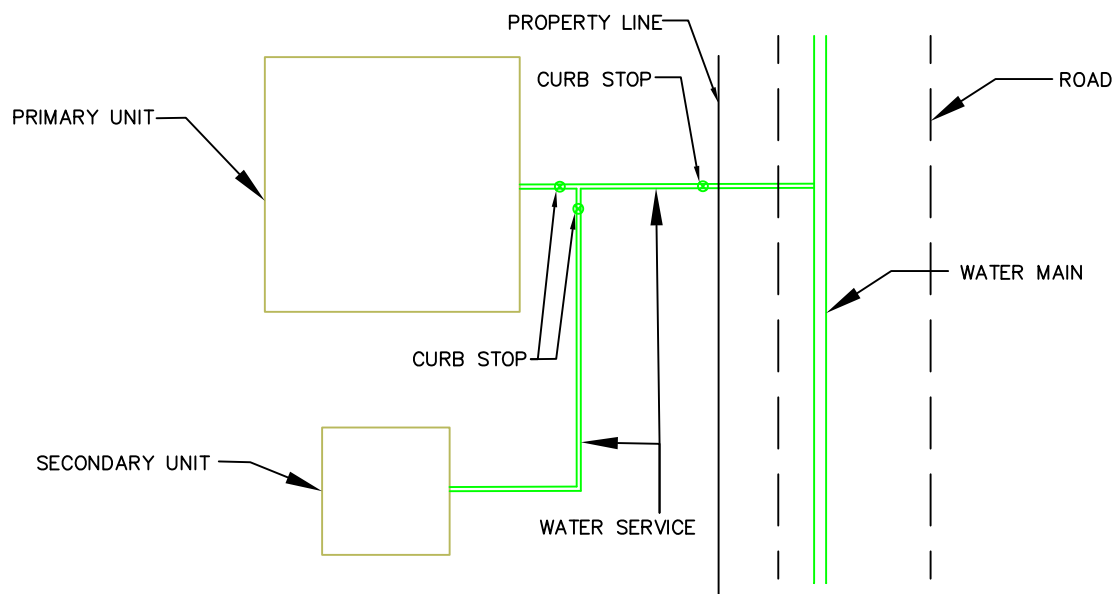 PROPERTY LINE
CURB STOP
ROAD
PRIMARY UNIT
WATER MAIN
CURB STOP
SECONDARY UNIT
WATER SERVICE